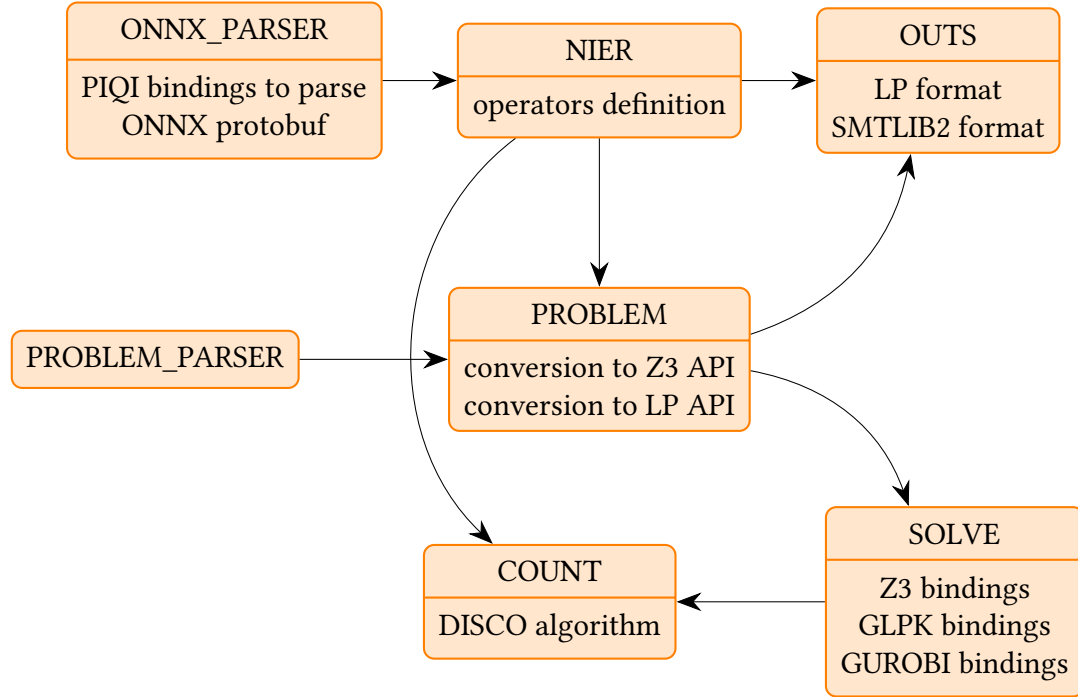 ONNX_PARSER
PIQI bindings to parse
ONNX protobuf
NIER
operators definition
OUTS
LP format
SMTLIB2 format
PROBLEM_PARSER
PROBLEM
conversion to Z3 API
conversion to LP API
COUNT
DISCO algorithm
SOLVE
Z3 bindings
GLPK bindings
GUROBI bindings